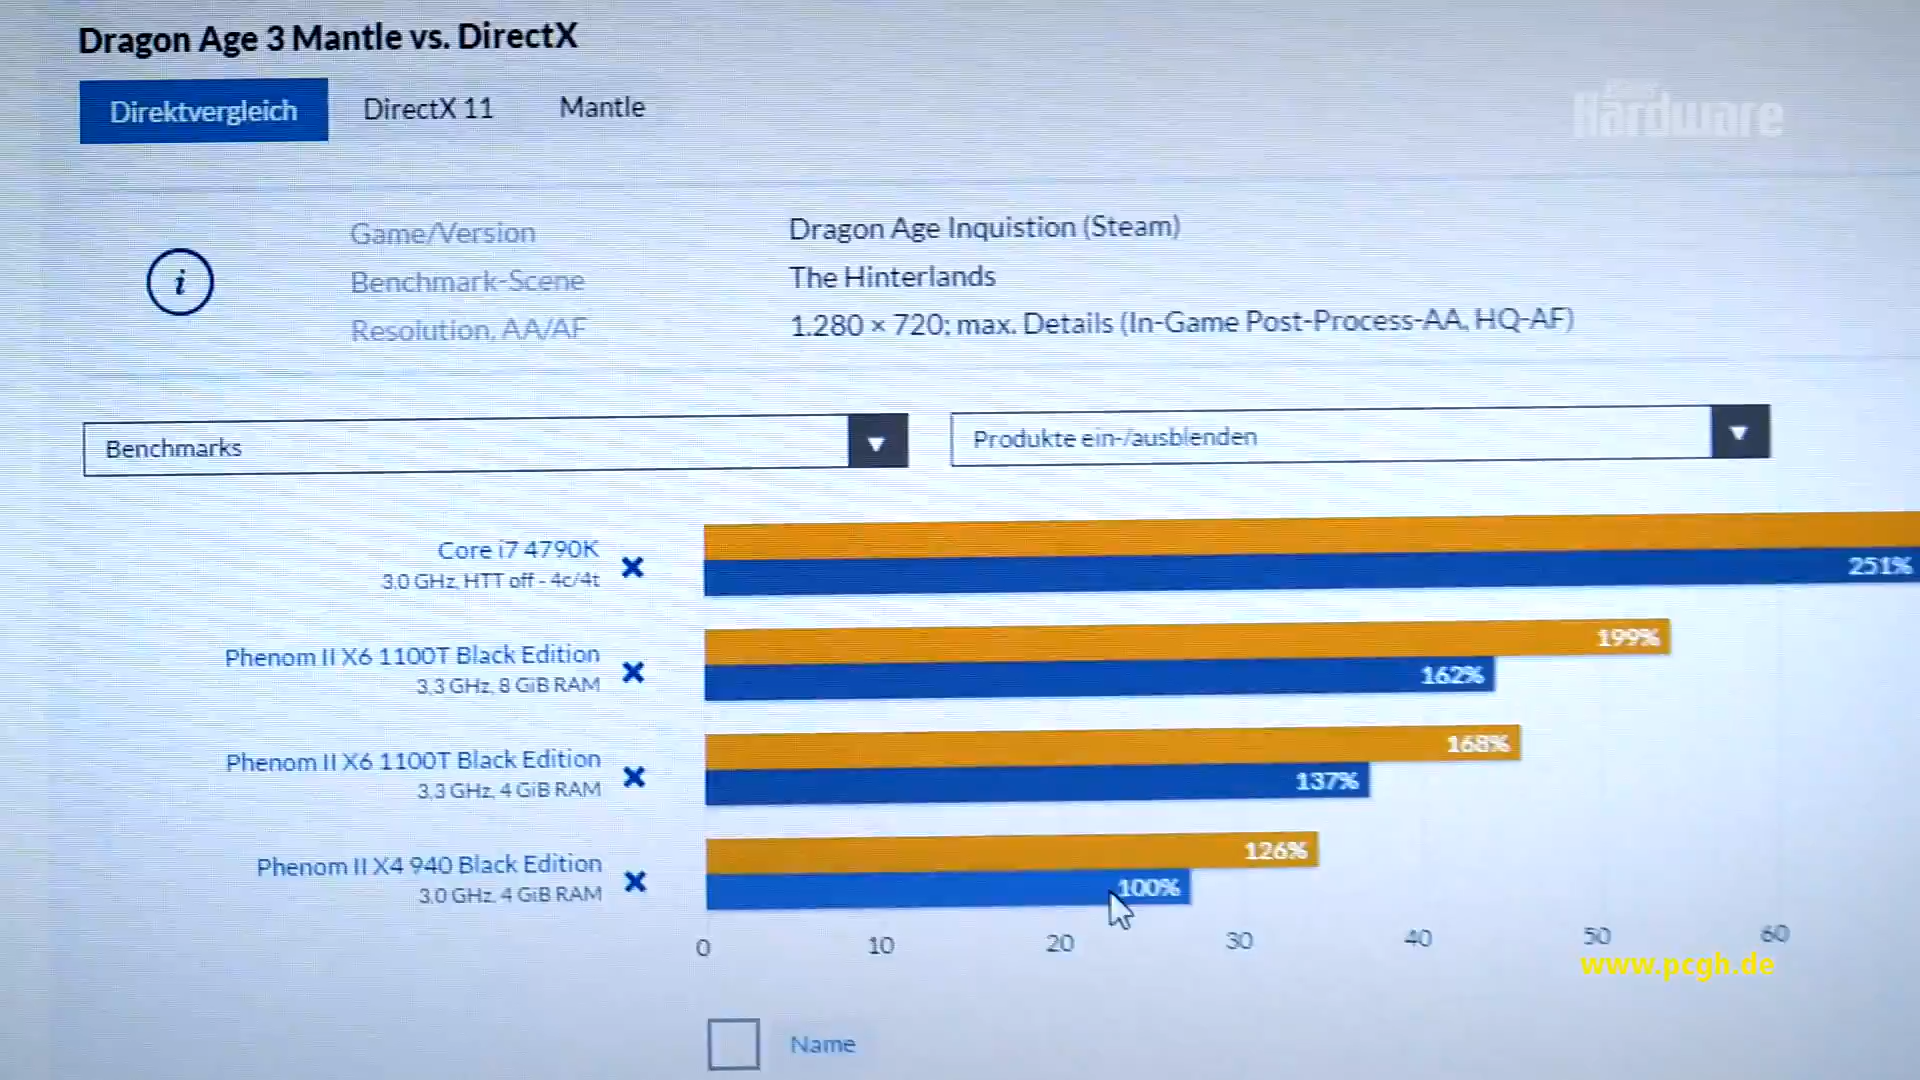 Dragon Age 3 Mantle vs. DirectX
Direktvergleich DirectX 11 Mantle
Hardware
Game/Version Dragon Age Inquistion (Steam)
i
Benchmark-Scene The Hinterlands
Resolution, AA/AF 1.280 × 720; max. Details (In-Game Post-Process-AA, HQ-AF)
Benchmarks Produkte ein-/ausblenden
Core i7 4790K
3.0 GHz, HTT off - 4c/4t
251%
Phenom II X6 1100T Black Edition
3,3 GHz, 8 GiB RAM
199%
162%
Phenom II X6 1100T Black Edition
3,3 GHz, 4 GiB RAM
168%
137%
Phenom II X4 940 Black Edition
3.0 GHz, 4 GiB RAM
126%
100%
0 10 20 30 40 50 60
www.pcgh.de
Name